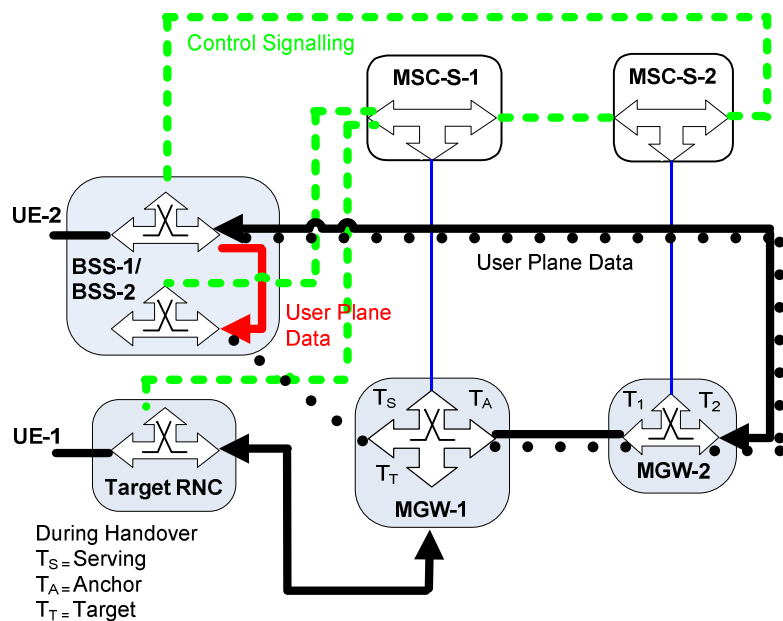 Control Signalling
MSC-S-1
MSC-S-2
UE-2
BSS-1/
BSS-2
User Plane Data
User Plane
Data
TS
TA
TT
MGW-1
T1
T2
MGW-2
UE-1
Target RNC
During Handover
TS = Serving
TA = Anchor
TT = Target